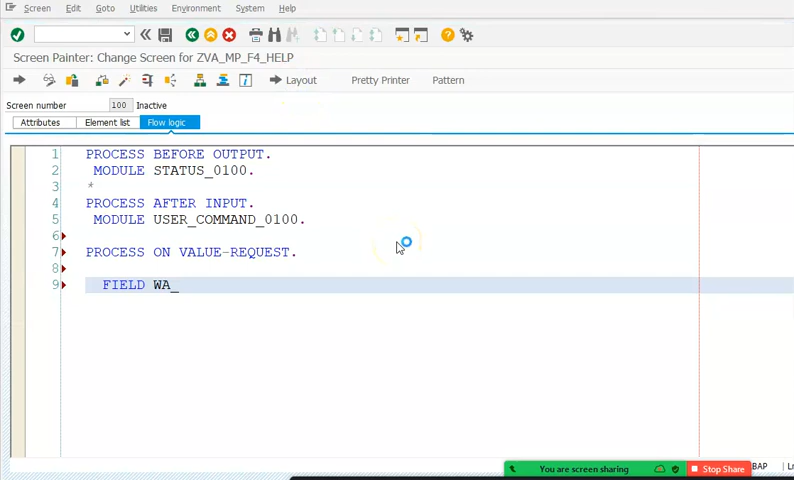 Screen Edit Goto Utilities Environment System Help
Screen Painter: Change Screen for ZVA_MP_F4_HELP
Layout Pretty Printer Pattern
Screen number 100 Inactive
Attributes Element list Flow logic
1 PROCESS BEFORE OUTPUT.
2 MODULE STATUS_0100.
3 *
4 PROCESS AFTER INPUT.
5 MODULE USER_COMMAND_0100.
6
7 PROCESS ON VALUE-REQUEST.
8
9 FIELD WA_
You are screen sharing Stop Share BAP